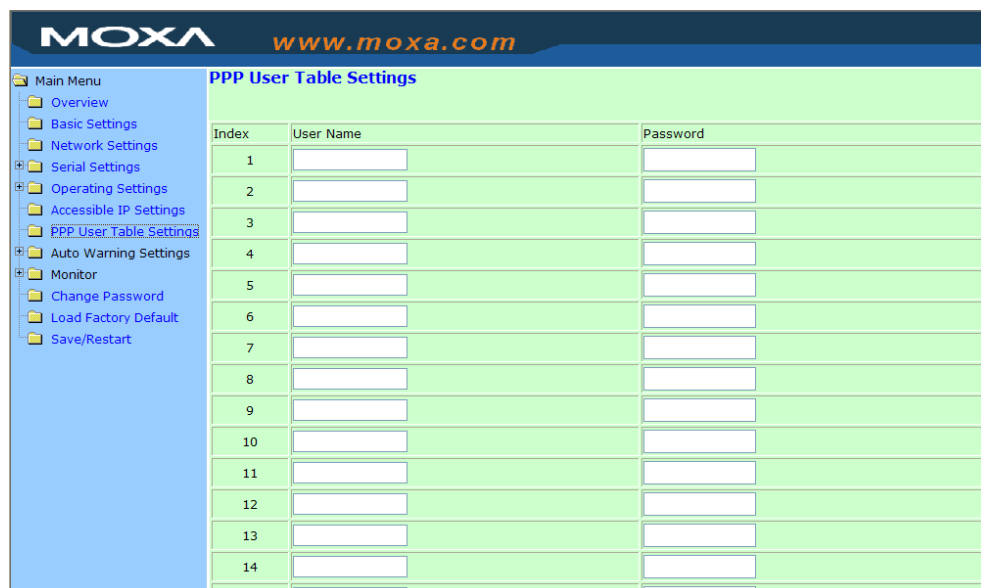 MOXA www.moxa.com
Main Menu
Overview
Basic Settings
Network Settings
Serial Settings
Operating Settings
Accessible IP Settings
PPP User Table Settings
Auto Warning Settings
Monitor
Change Password
Load Factory Default
Save/Restart
PPP User Table Settings
Index User Name Password
1
2
3
4
5
6
7
8
9
10
11
12
13
14